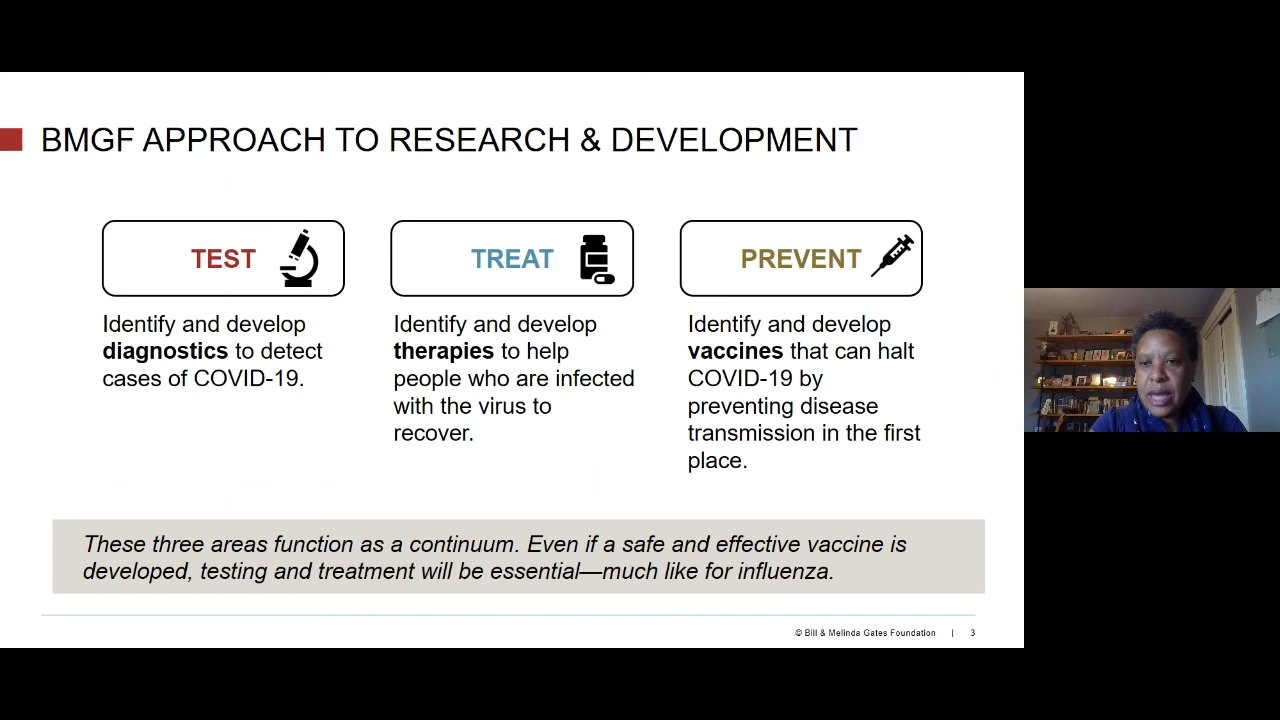 BMGF APPROACH TO RESEARCH & DEVELOPMENT
TEST
Identify and develop
diagnostics to detect
cases of COVID-19.
TREAT
Identify and develop
therapies to help
people who are infected
with the virus to
recover.
PREVENT
Identify and develop
vaccines that can halt
COVID-19 by
preventing disease
transmission in the first
place.
These three areas function as a continuum. Even if a safe and effective vaccine is
developed, testing and treatment will be essential—much like for influenza.
© Bill & Melinda Gates Foundation | 3